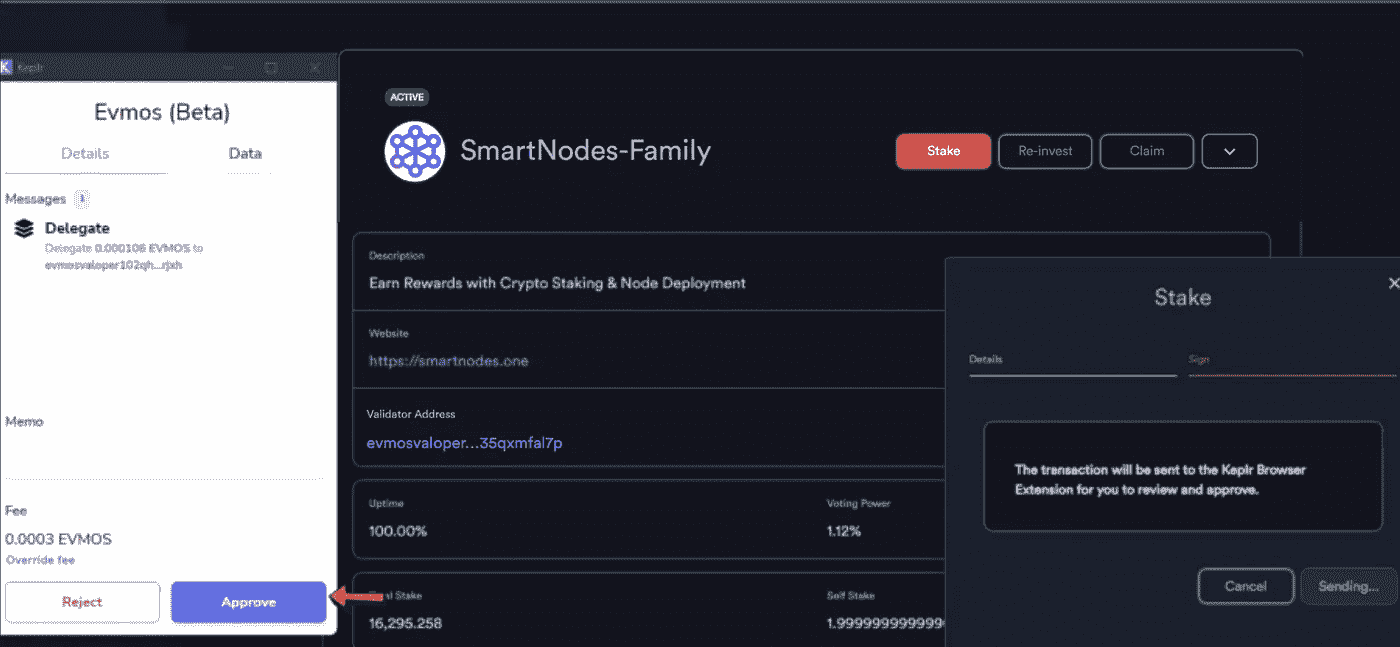 Keplr
Evmos (Beta)
Details
Data
Messages 1
Delegate
Delegate 0.000106 EVMOS to
evmosvaloper102qh...rjxh
Memo
Fee
0.0003 EVMOS
Override fee
Reject
Approve
ACTIVE
SmartNodes-Family
Stake
Re-invest
Claim
Description
Earn Rewards with Crypto Staking & Node Deployment
Website
https://smartnodes.one
Validator Address
evmosvaloper...35qxmfal7p
Uptime
100.00%
Voting Power
1.12%
Stake
16,295.258
Self Stake
1.999999999999
Stake
Details
Sign
The transaction will be sent to the Keplr Browser
Extension for you to review and approve.
Cancel
Sending...